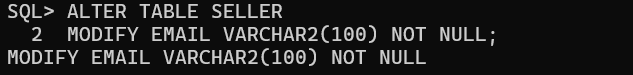 SQL> ALTER TABLE SELLER
  2  MODIFY EMAIL VARCHAR2(100) NOT NULL;
MODIFY EMAIL VARCHAR2(100) NOT NULL